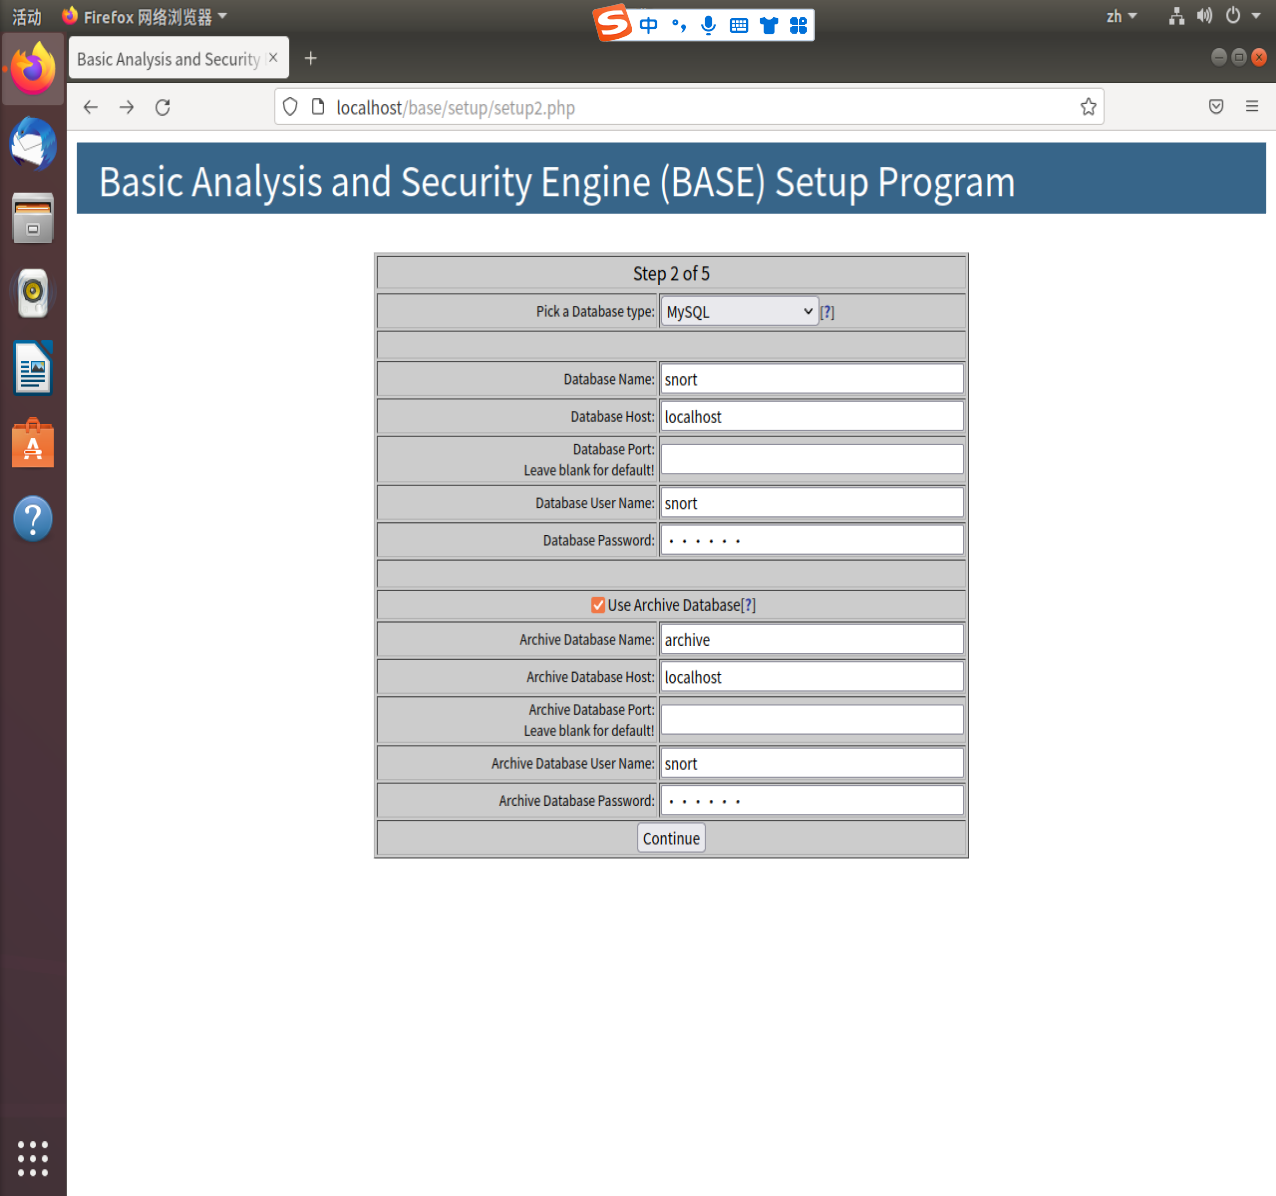 活动
Firefox 网络浏览器
中
zh
Basic Analysis and Security
localhost/base/setup/setup2.php
Basic Analysis and Security Engine (BASE) Setup Program
Step 2 of 5
Pick a Database type: MySQL [?]
Database Name: snort
Database Host: localhost
Database Port:
Leave blank for default!
Database User Name: snort
Database Password: ······
Use Archive Database[?]
Archive Database Name: archive
Archive Database Host: localhost
Archive Database Port:
Leave blank for default!
Archive Database User Name: snort
Archive Database Password: ······
Continue